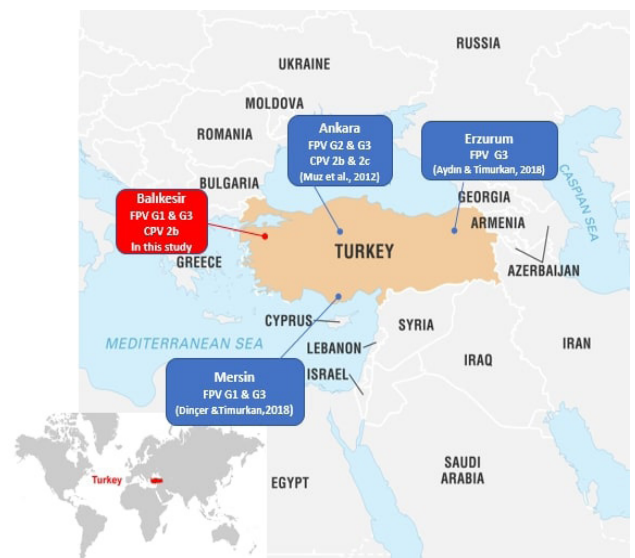 RUSSIA
UKRAINE
MOLDOVA
ROMANIA
BULGARIA
GREECE
Ankara
FPV G2 & G3
CPV 2b & 2c
(Muz et al., 2012)
Erzurum
FPV G3
(Aydın & Timurkan, 2018)
Balıkesir
FPV G1 & G3
CPV 2b
In this study
GEORGIA
ARMENIA
AZERBAIJAN
CASPIAN SEA
TURKEY
CYPRUS
SYRIA
LEBANON
ISRAEL
IRAQ
IRAN
MEDITERRANEAN SEA
Mersin
FPV G1 & G3
(Dinçer &Timurkan,2018)
EGYPT
SAUDI
ARABIA
Turkey